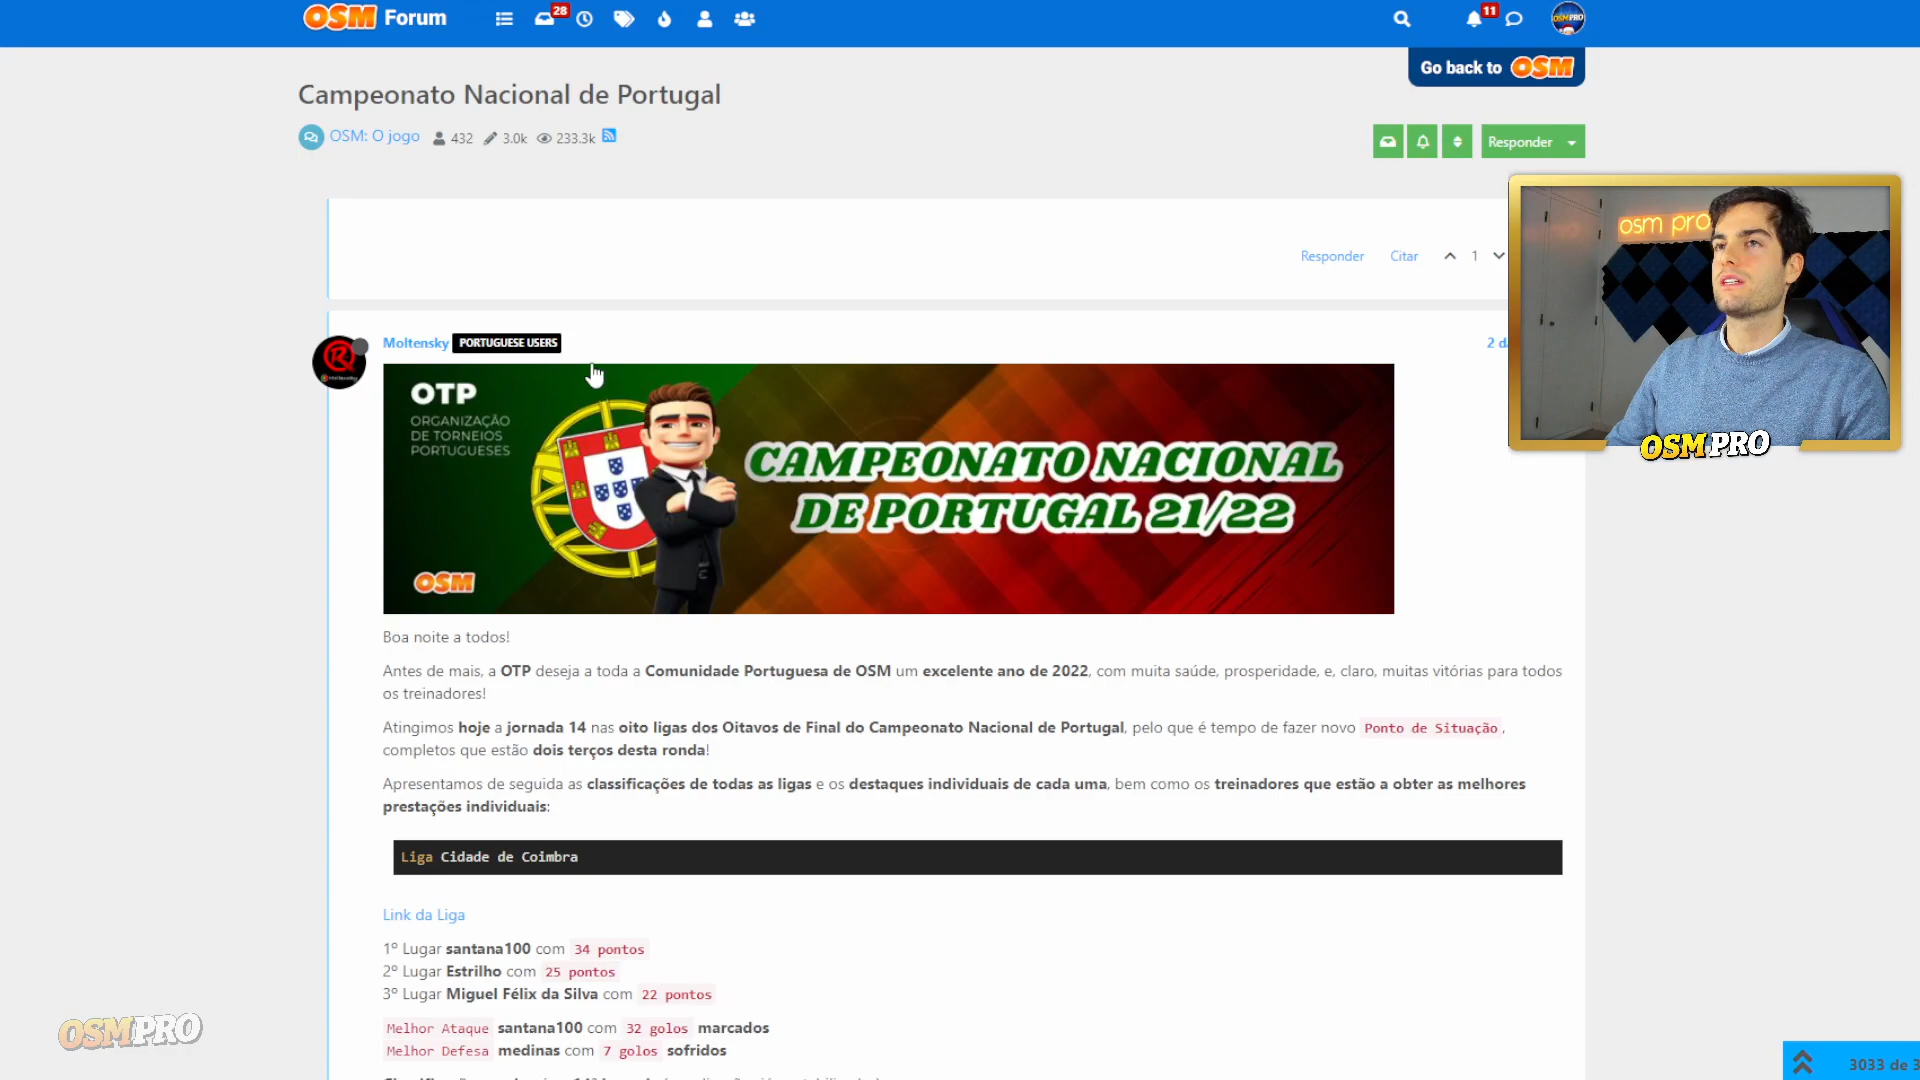 OSM Forum
28
11
Go back to OSM
Campeonato Nacional de Portugal
OSM: O jogo 432 3.0k 233.3k
Responder
Responder Citar 1
osm pro
OSM PRO
Moltensky PORTUGUESE USERS
2 d
OTP
ORGANIZAÇÃO
DE TORNEIOS
PORTUGUESES
CAMPEONATO NACIONAL
DE PORTUGAL 21/22
OSM
Boa noite a todos!
Antes de mais, a OTP deseja a toda a Comunidade Portuguesa de OSM um excelente ano de 2022, com muita saúde, prosperidade, e, claro, muitas vitórias para todos
os treinadores!
Atingimos hoje a jornada 14 nas oito ligas dos Oitavos de Final do Campeonato Nacional de Portugal, pelo que é tempo de fazer novo Ponto de Situação,
completos que estão dois terços desta ronda!
Apresentamos de seguida as classificações de todas as ligas e os destaques individuais de cada uma, bem como os treinadores que estão a obter as melhores
prestações individuais:
Liga Cidade de Coimbra
Link da Liga
1º Lugar santana100 com 34 pontos
2º Lugar Estrilho com 25 pontos
3º Lugar Miguel Félix da Silva com 22 pontos
Melhor Ataque santana100 com 32 golos marcados
Melhor Defesa medinas com 7 golos sofridos
OSM PRO
3033 de 3